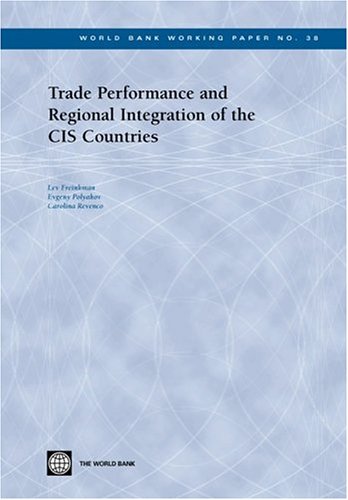 WORLD BANK WORKING PAPER NO. 38
Trade Performance and
Regional Integration of the
CIS Countries
Lev Freinkman
Evgeny Polyakov
Carolina Revenco
THE WORLD BANK